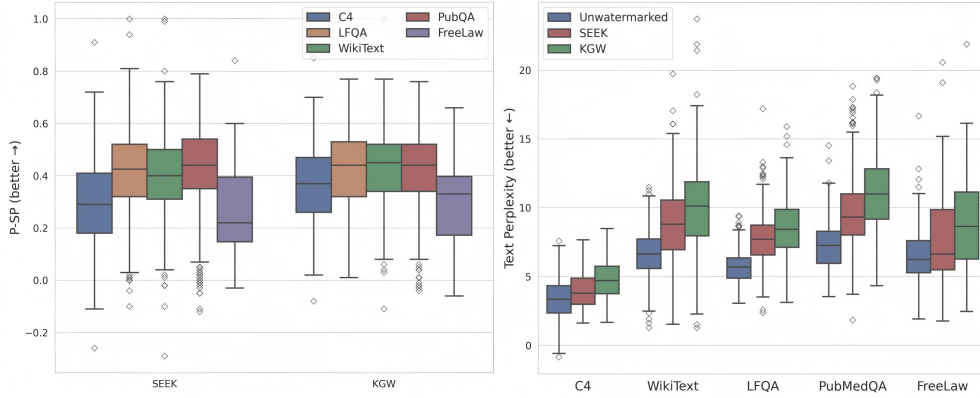 P-SP (better →)
1.0
0.8
0.6
0.4
0.2
0.0
−0.2
C4
LFQA
WikiText
PubQA
FreeLaw
SEEK
KGW
Text Perplexity (better ←)
20
15
10
5
0
Unwatermarked
SEEK
KGW
C4
WikiText
LFQA
PubMedQA
FreeLaw